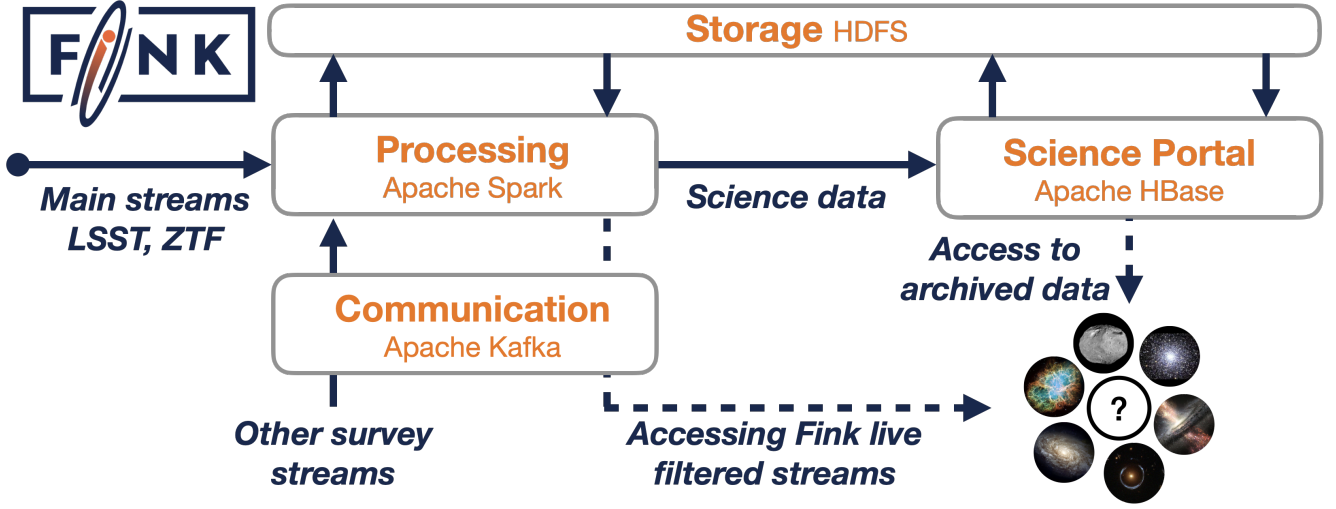 FiNK
Storage HDFS
Processing
Apache Spark
Science Portal
Apache HBase
Main streams
LSST, ZTF
Science data
Communication
Apache Kafka
Access to
archived data
Other survey
streams
Accessing Fink live
filtered streams
?